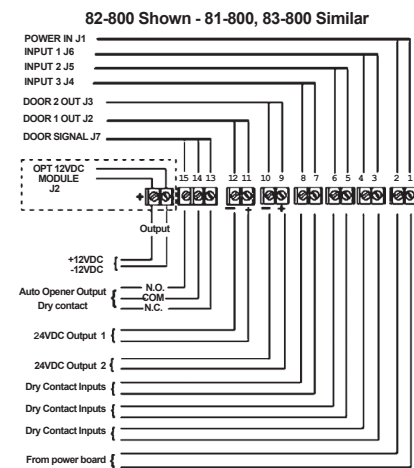 82-800 Shown - 81-800, 83-800 Similar
POWER IN J1
INPUT 1 J6
INPUT 2 J5
INPUT 3 J4
DOOR 2 OUT J3
DOOR 1 OUT J2
DOOR SIGNAL J7
OPT 12VDC
MODULE
J2
15 14 13 12 11 10 9 8 7 6 5 4 3 2 1
+
- + - +
Output
+12VDC
-12VDC
Auto Opener Output
Dry contact
N.O.
COM
N.C.
24VDC Output 1
24VDC Output 2
Dry Contact Inputs
Dry Contact Inputs
Dry Contact Inputs
From power board